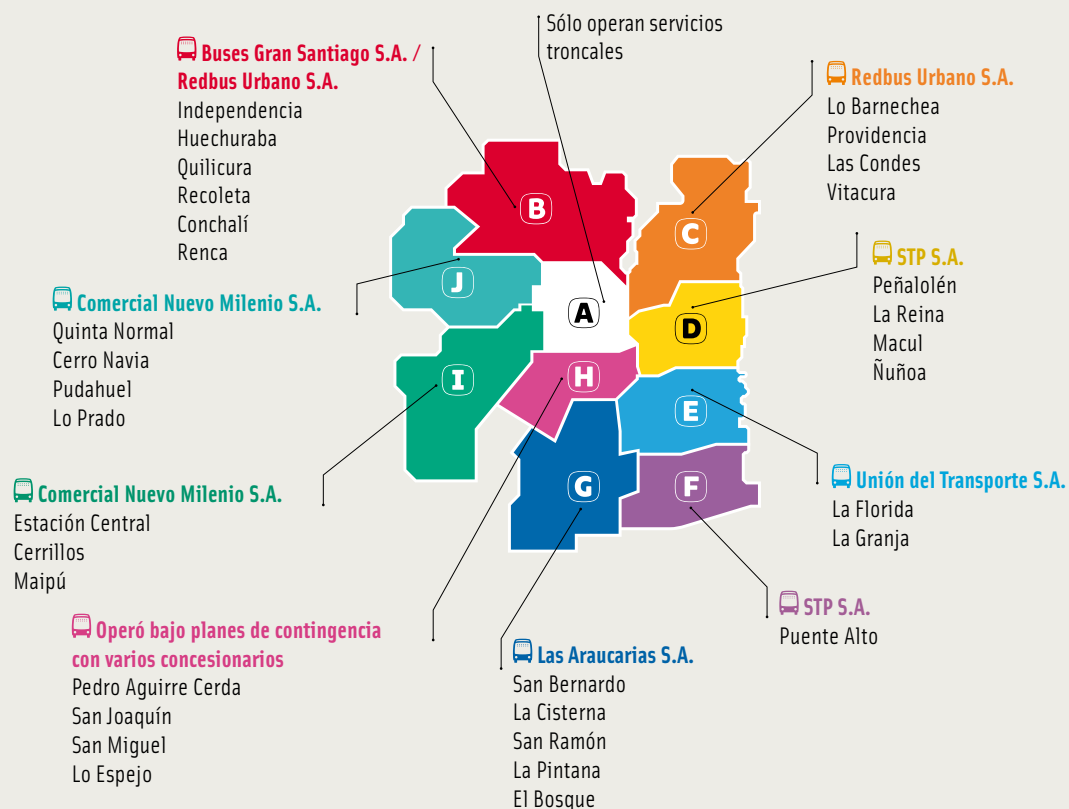 Sólo operan servicios
troncales
Buses Gran Santiago S.A. /
Redbus Urbano S.A.
Independencia
Huechuraba
Quilicura
Recoleta
Conchalí
Renca
Redbus Urbano S.A.
Lo Barnechea
Providencia
Las Condes
Vitacura
STP S.A.
Peñalolén
La Reina
Macul
Ñuñoa
Comercial Nuevo Milenio S.A.
Quinta Normal
Cerro Navia
Pudahuel
Lo Prado
B
C
J
A
D
I
H
E
G
F
Comercial Nuevo Milenio S.A.
Estación Central
Cerrillos
Maipú
Unión del Transporte S.A.
La Florida
La Granja
Operó bajo planes de contingencia
con varios concesionarios
Pedro Aguirre Cerda
San Joaquín
San Miguel
Lo Espejo
Las Araucarias S.A.
San Bernardo
La Cisterna
San Ramón
La Pintana
El Bosque
STP S.A.
Puente Alto